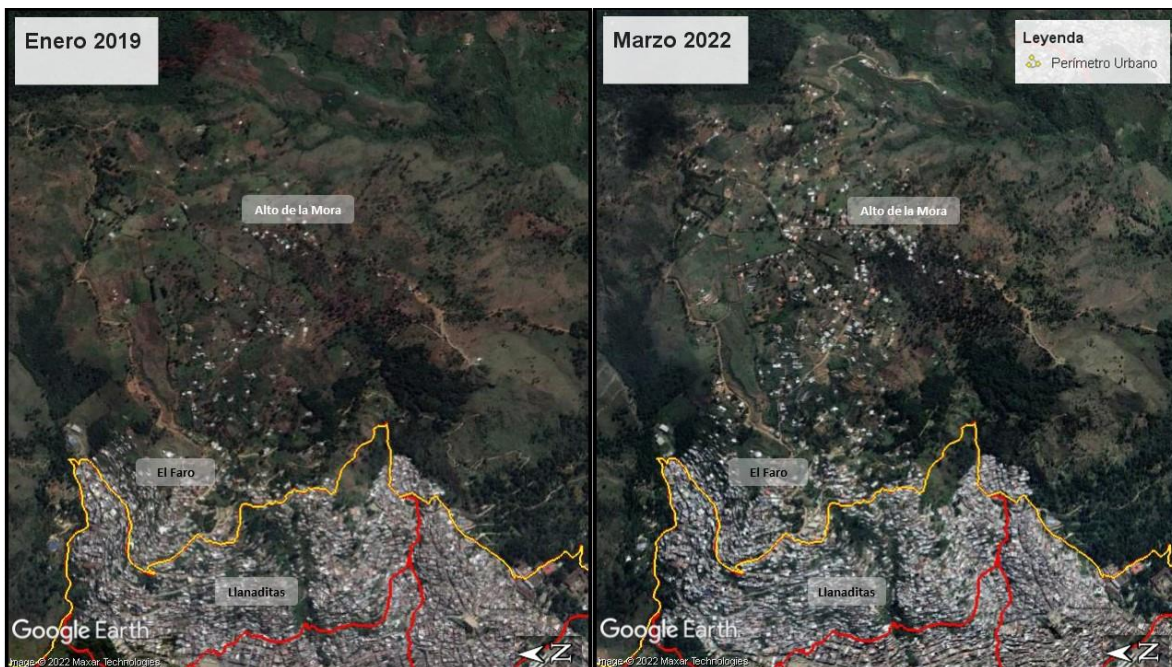 Enero 2019
Alto de la Mora
El Faro
Llanaditas
Google Earth
Image © 2022 Maxar Technologies
N
Marzo 2022
Leyenda
Perímetro Urbano
Alto de la Mora
El Faro
Llanaditas
Google Earth
Image © 2022 Maxar Technologies
N